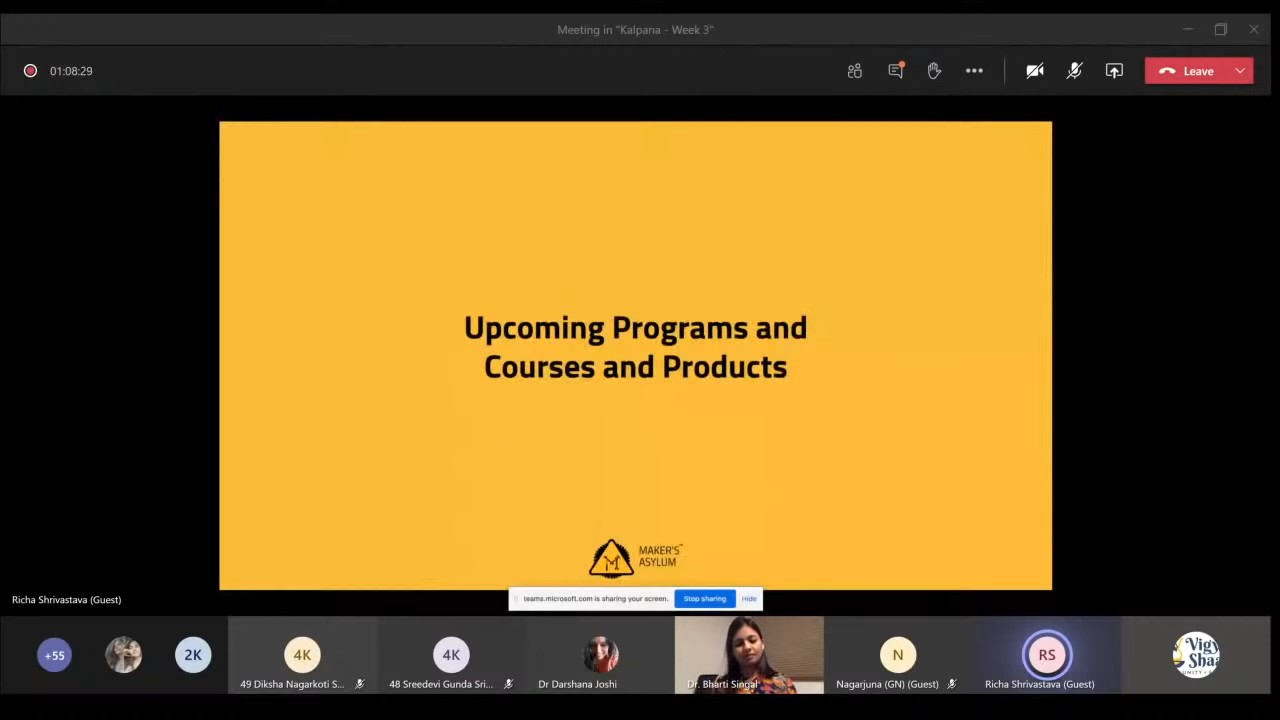 Meeting in "Kalpana - Week 3"
01:08:29
Leave
Upcoming Programs and
Courses and Products
MAKER'S™
ASYLUM
Richa Shrivastava (Guest)
teams.microsoft.com is sharing your screen.
Stop sharing
Hide
+55
2K
4K
49 Diksha Nagarkoti S...
4K
48 Sreedevi Gunda Sri...
Dr Darshana Joshi
Dr. Bharti Singal
N
Nagarjuna (GN) (Guest)
RS
Richa Shrivastava (Guest)